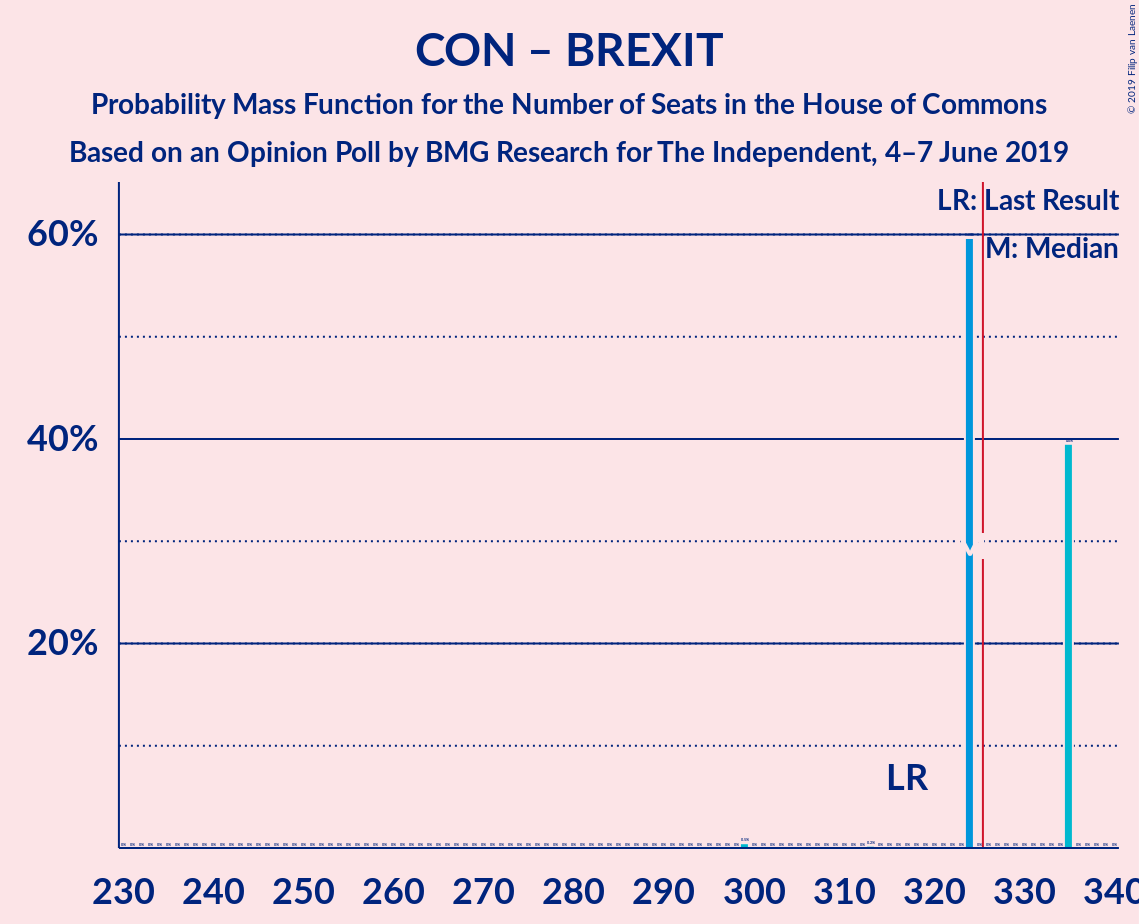 CON – BREXIT
Probability Mass Function for the Number of Seats in the House of Commons
Based on an Opinion Poll by BMG Research for The Independent, 4–7 June 2019
© 2019 Filip van Laenen
LR: Last Result
M: Median
60%
40%
20%
LR
M
230 240 250 260 270 280 290 300 310 320 330 340